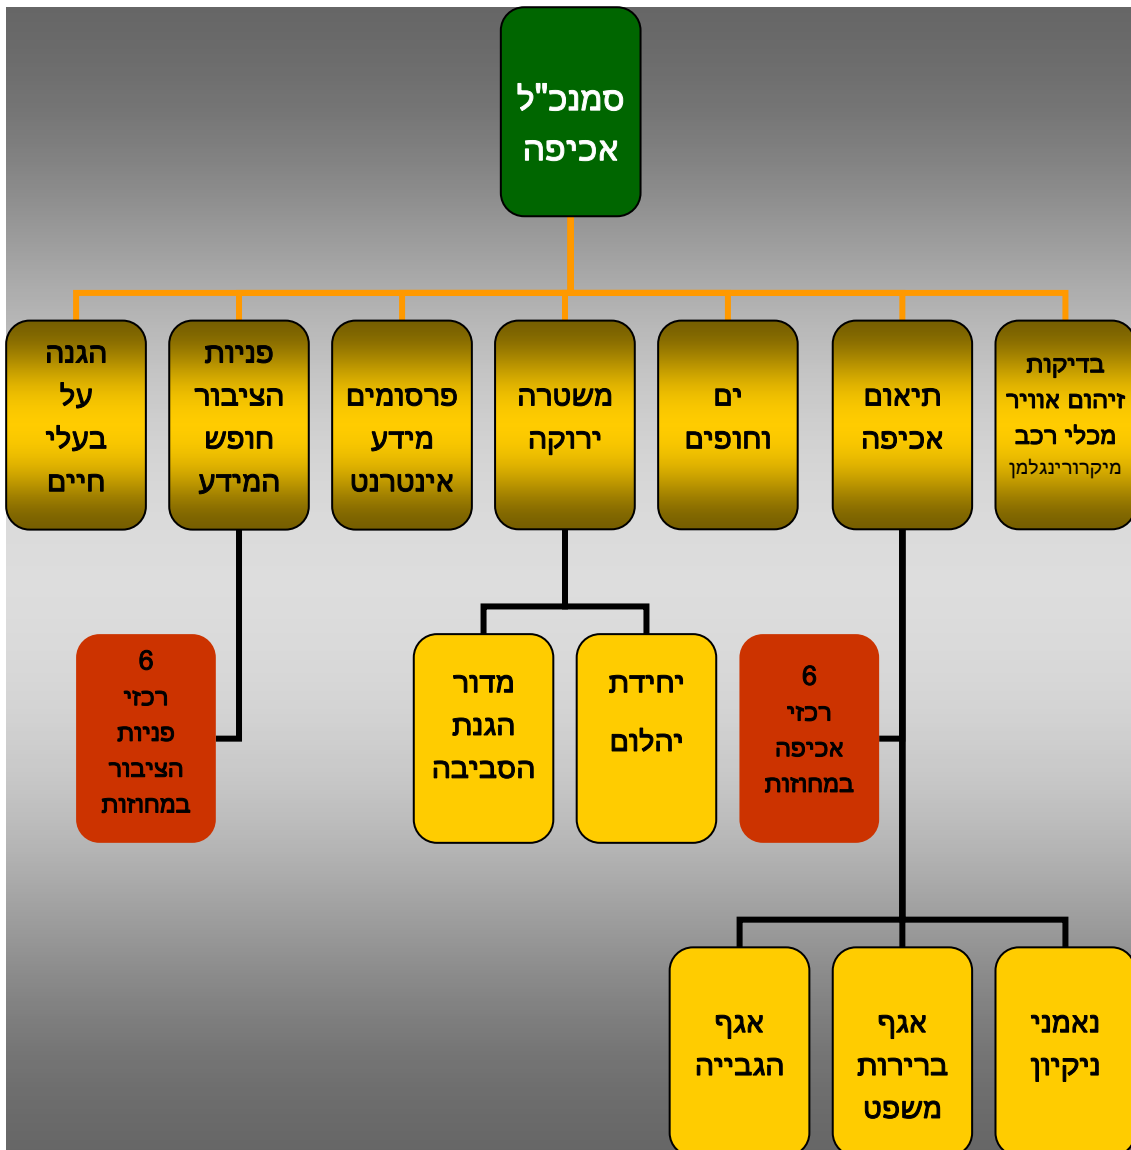 סמנכ"ל
אכיפה
בדיקות
זיהום אוויר
מכלי רכב
מיקרורינגלמן
תיאום
אכיפה
ים
וחופים
משטרה
ירוקה
פרסומים
מידע
אינטרנט
פניות
הציבור
חופש
המידע
הגנה
על
בעלי
חיים
6
רכזי
אכיפה
במחוזות
יחידת
יהלום
מדור
הגנת
הסביבה
6
רכזי
פניות
הציבור
במחוזות
נאמני
ניקיון
אגף
ברירות
משפט
אגף
הגבייה